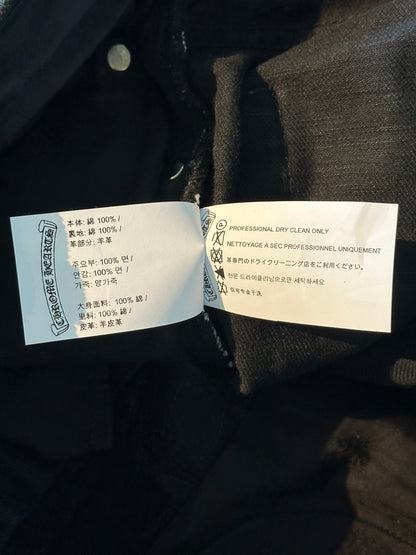 CHROME HEARTS
本体: 綿 100% /
裏地: 綿 100% /
革部分: 羊革
주요부: 100% 면 /
안감: 100% 면 /
가죽: 양가죽
大身面料: 100% 綿 /
里料: 100% 綿 /
皮革: 羊皮革
PROFESSIONAL DRY CLEAN ONLY
NETTOYAGE À SEC PROFESSIONNEL UNIQUEMENT
革専門のドライクリーニング店をご利用ください。
전문 드라이클리닝으로만 세탁하세요